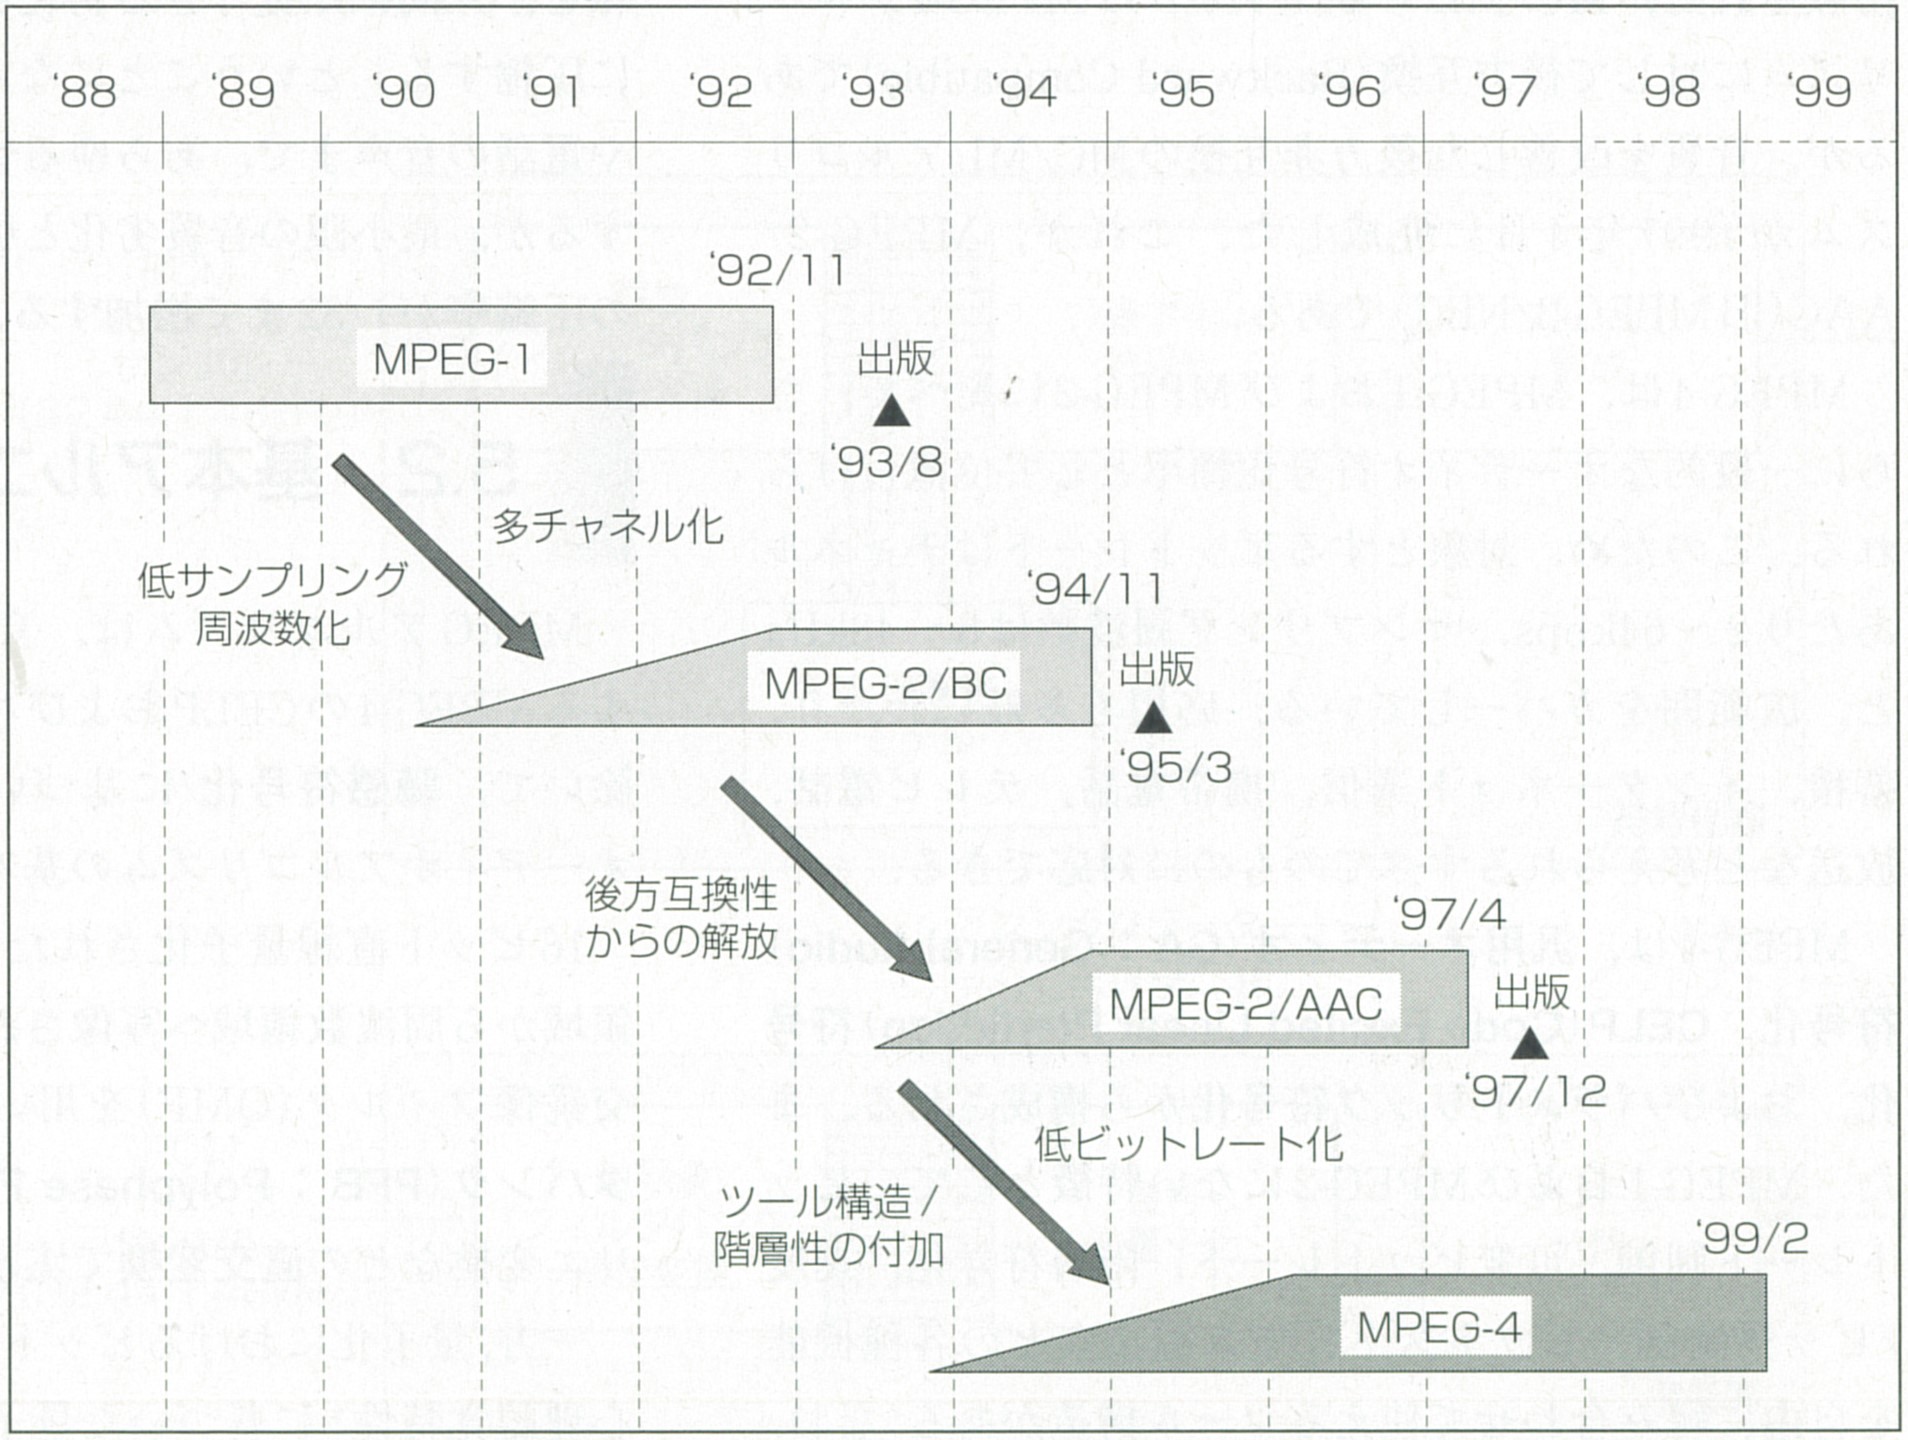 ‘88 ‘89 ‘90 ‘91 ‘92 ‘93 ‘94 ‘95 ‘96 ‘97 ‘98 ‘99
‘92/11
MPEG-1
出版
‘93/8
多チャネル化
低サンプリング
周波数化
‘94/11
MPEG-2/BC
出版
‘95/3
後方互換性
からの解放
‘97/4
MPEG-2/AAC
出版
‘97/12
低ビットレート化
ツール構造/
階層性の付加
‘99/2
MPEG-4